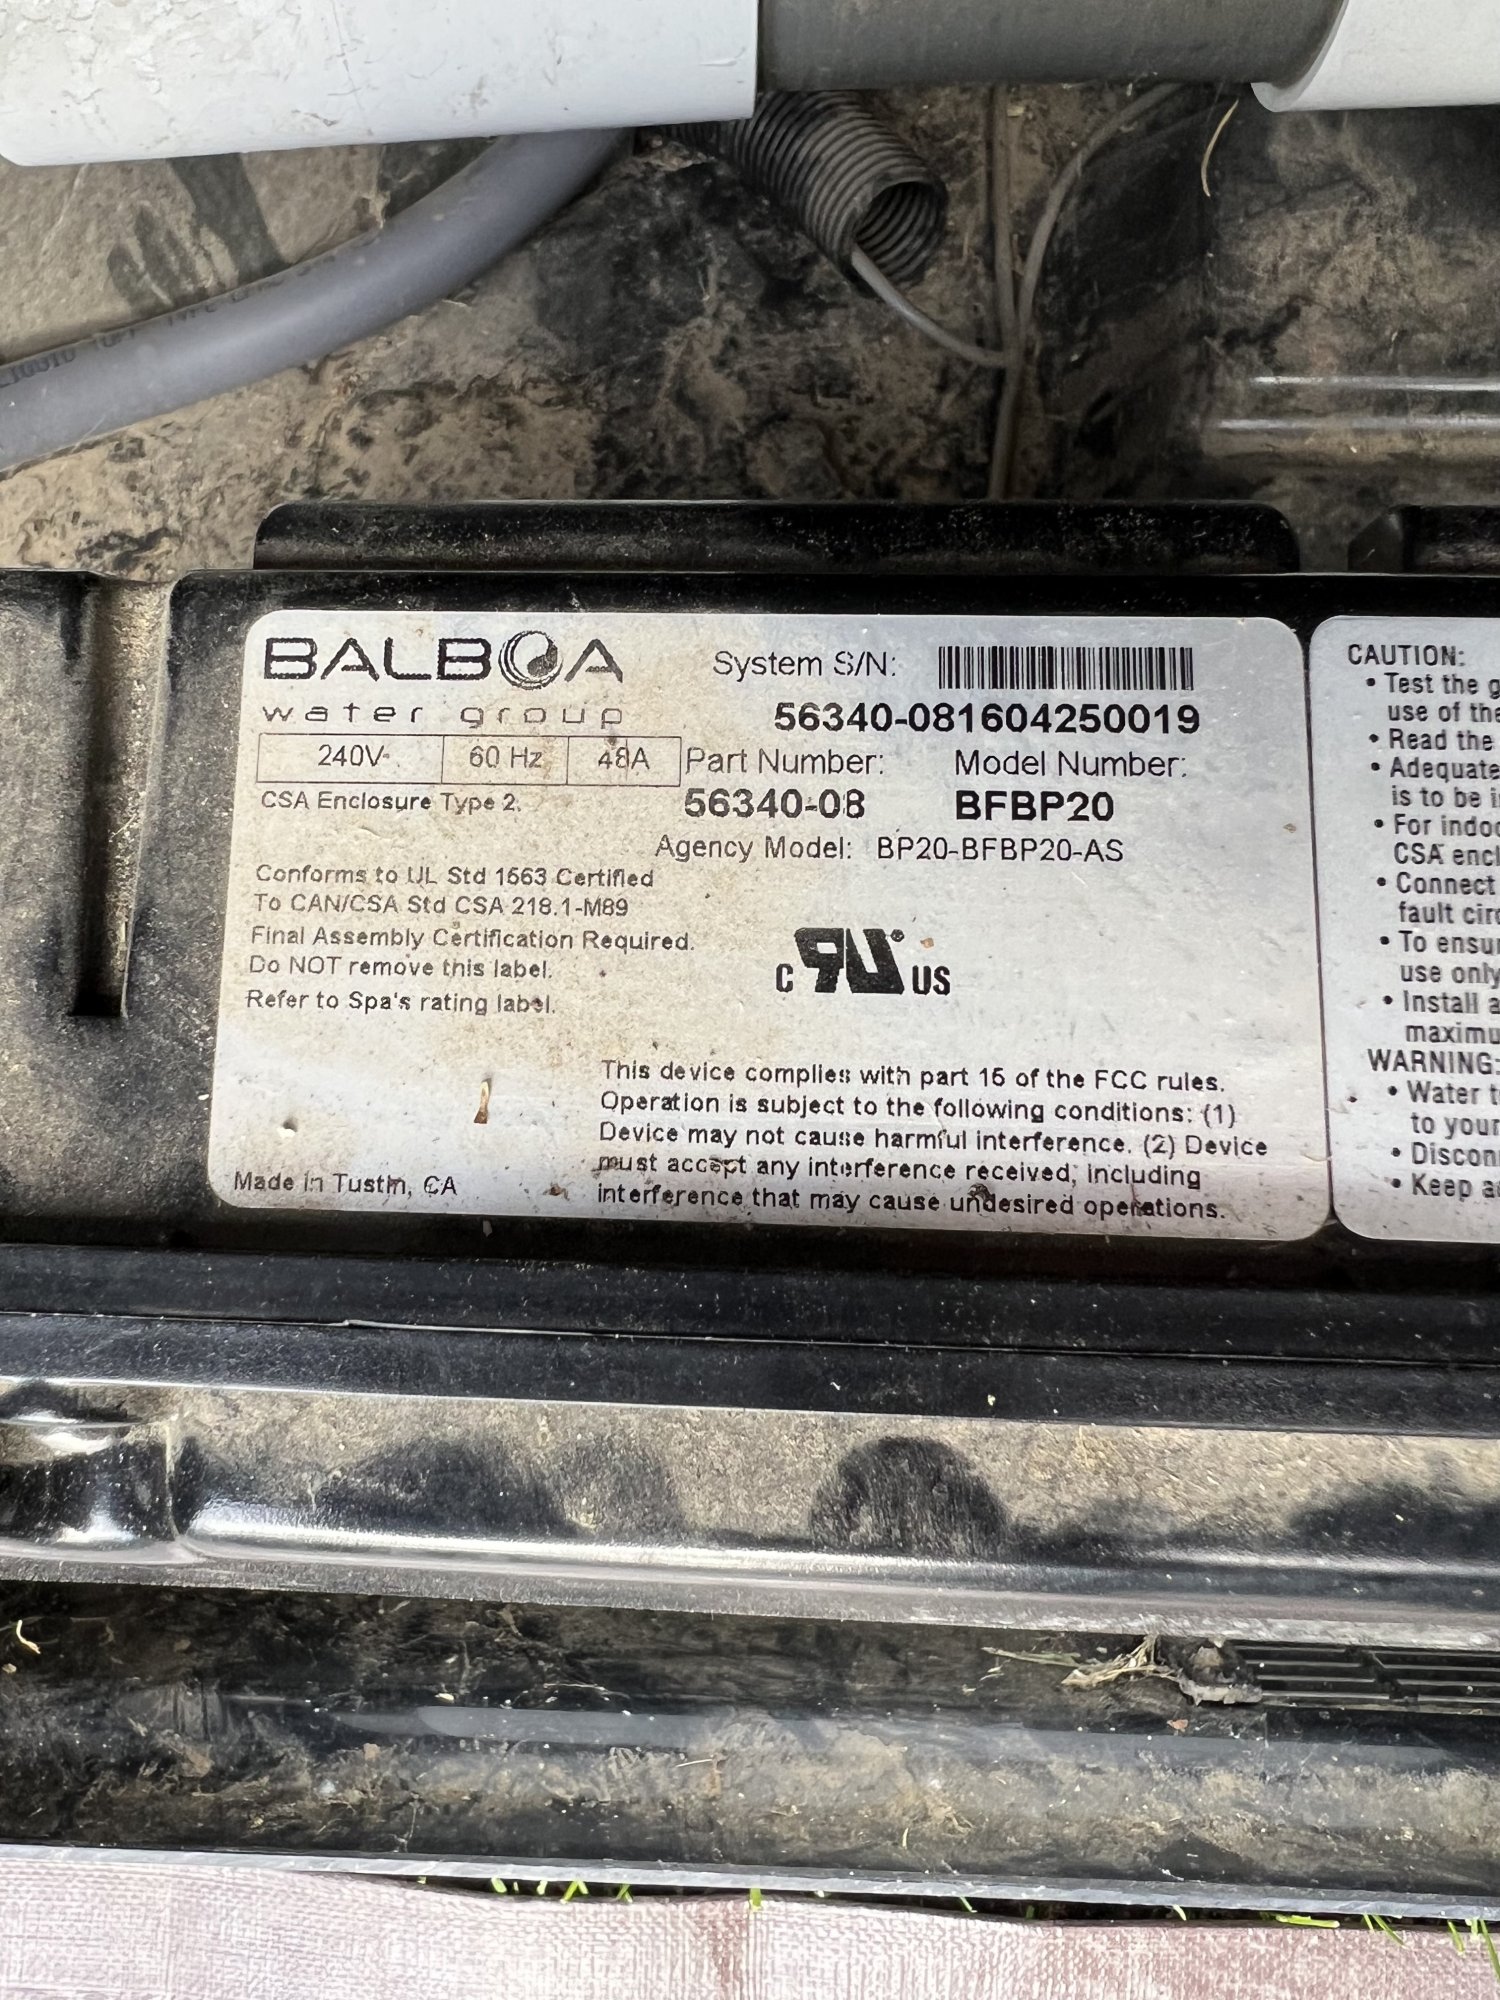 BALBOA
water group
System S/N:
56340-081604250019
240V
60 Hz
48A
Part Number:
Model Number:
CSA Enclosure Type 2.
56340-08
BFBP20
Agency Model: BP20-BFBP20-AS
Conforms to UL Std 1563 Certified
To CAN/CSA Std CSA 218.1-M89
Final Assembly Certification Required.
Do NOT remove this label.
Refer to Spa's rating label.
c RU ® US
This device complies with part 15 of the FCC rules.
Operation is subject to the following conditions: (1)
Device may not cause harmful interference. (2) Device
must accept any interference received, including
interference that may cause undesired operations.
Made in Tustin, CA
CAUTION:
• Test the
use of the
• Read the
• Adequate
is to be
• For
CSA
• Connect
fault
• To
use only
• Install
WARNING:
• Water
to your
•
• Keep